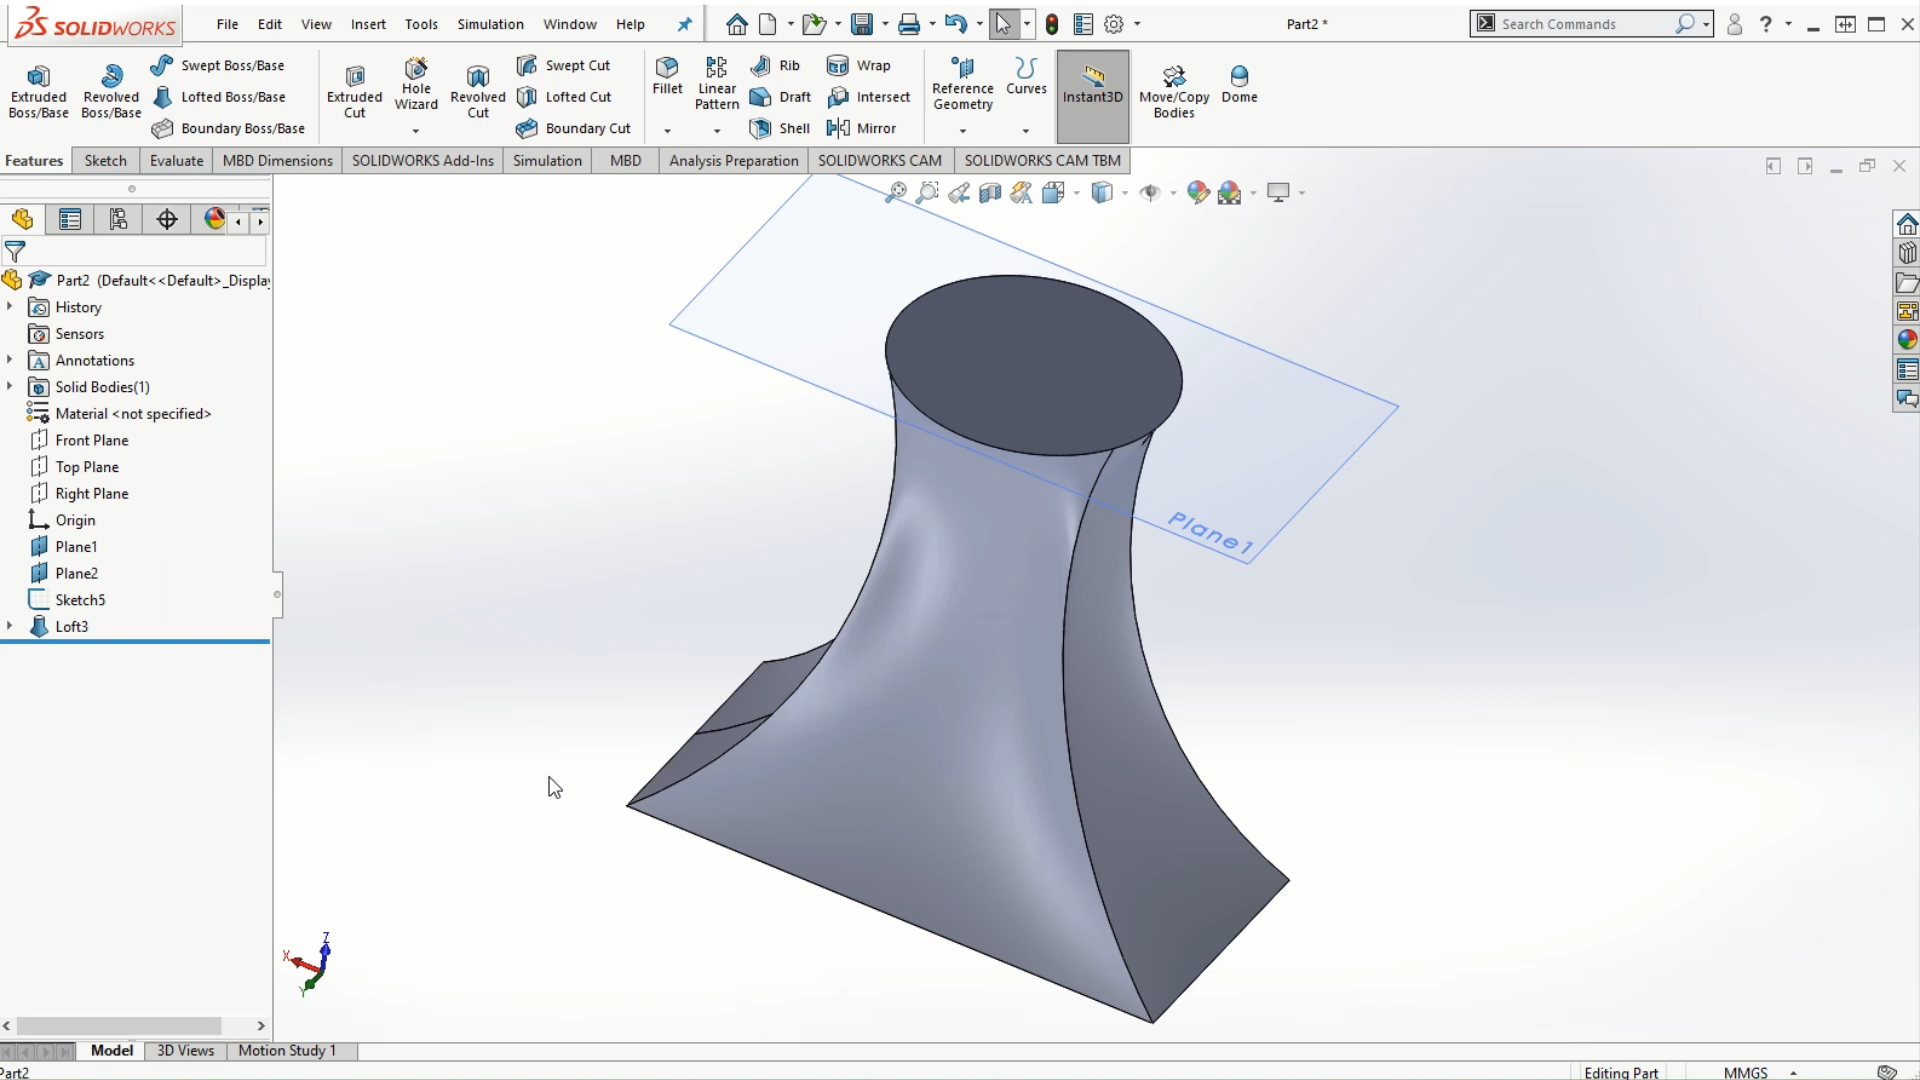 SOLIDWORKS File Edit View Insert Tools Simulation Window Help Part2 * Search Commands
Extruded Boss/Base
Revolved Boss/Base
Swept Boss/Base
Lofted Boss/Base
Boundary Boss/Base
Extruded Cut
Hole Wizard
Revolved Cut
Swept Cut
Lofted Cut
Boundary Cut
Fillet
Linear Pattern
Rib
Draft
Shell
Wrap
Intersect
Mirror
Reference Geometry
Curves
Instant3D
Move/Copy Bodies
Dome
Features Sketch Evaluate MBD Dimensions SOLIDWORKS Add-Ins Simulation MBD Analysis Preparation SOLIDWORKS CAM SOLIDWORKS CAM TBM
Part2 (Default<<Default>_Display
History
Sensors
Annotations
Solid Bodies(1)
Material <not specified>
Front Plane
Top Plane
Right Plane
Origin
Plane1
Plane2
Sketch5
Loft3
Plane1
Z
X
Y
Model 3D Views Motion Study 1
Part2 Editing Part MMGS